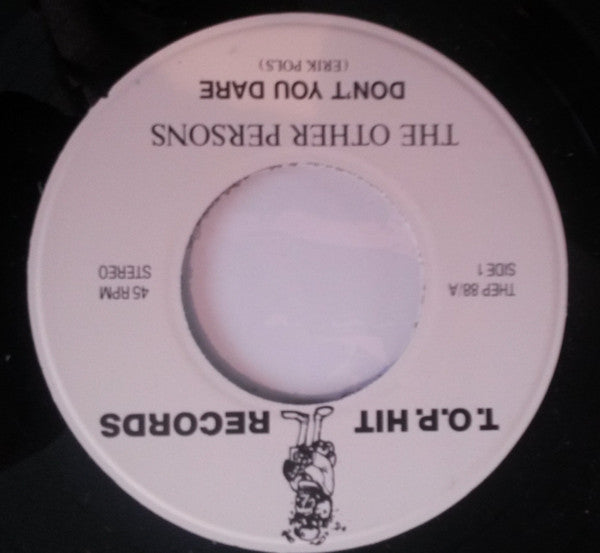 T.O.P. HIT RECORDS
THEP 88/A
SIDE 1
45 RPM
STEREO
THE OTHER PERSONS
DON'T YOU DARE
(ERIK POLS)